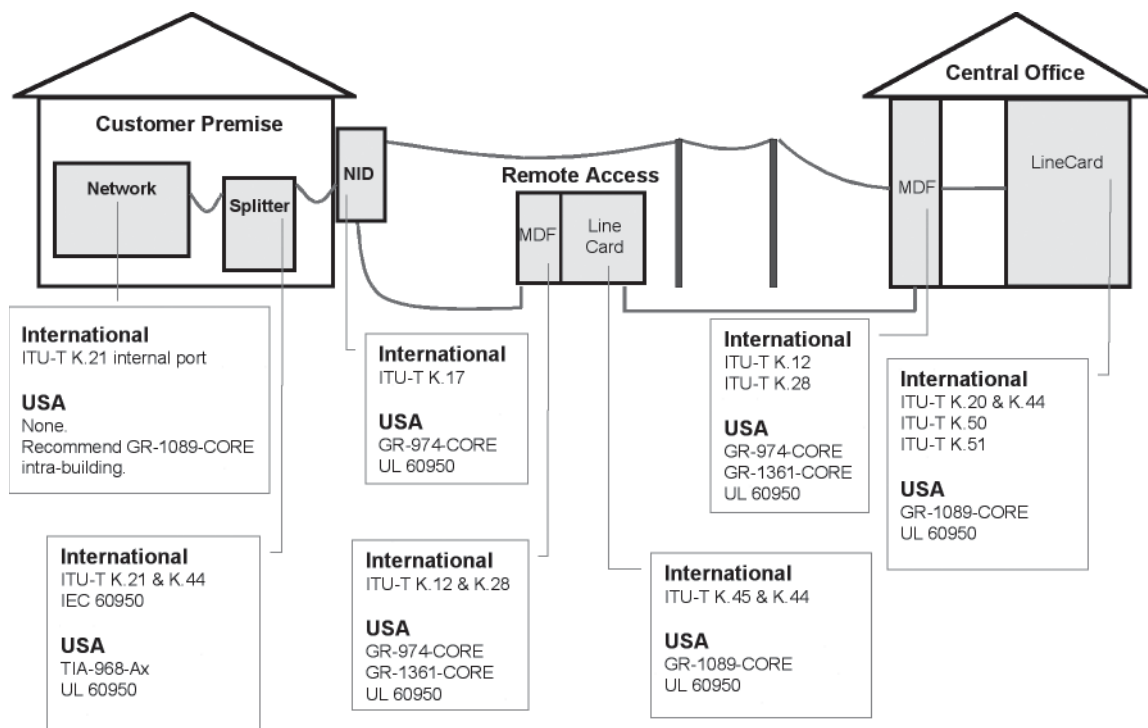 Central Office
Customer Premise
LineCard
Network
Splitter
NID
Remote Access
MDF
Line
Card
MDF
International
ITU-T K.21 internal port
USA
None.
Recommend GR-1089-CORE
intra-building.
International
ITU-T K.17
USA
GR-974-CORE
UL 60950
International
ITU-T K.12
ITU-T K.28
USA
GR-974-CORE
GR-1361-CORE
UL 60950
International
ITU-T K.20 & K.44
ITU-T K.50
ITU-T K.51
USA
GR-1089-CORE
UL 60950
International
ITU-T K.21 & K.44
IEC 60950
USA
TIA-968-Ax
UL 60950
International
ITU-T K.12 & K.28
USA
GR-974-CORE
GR-1361-CORE
UL 60950
International
ITU-T K.45 & K.44
USA
GR-1089-CORE
UL 60950